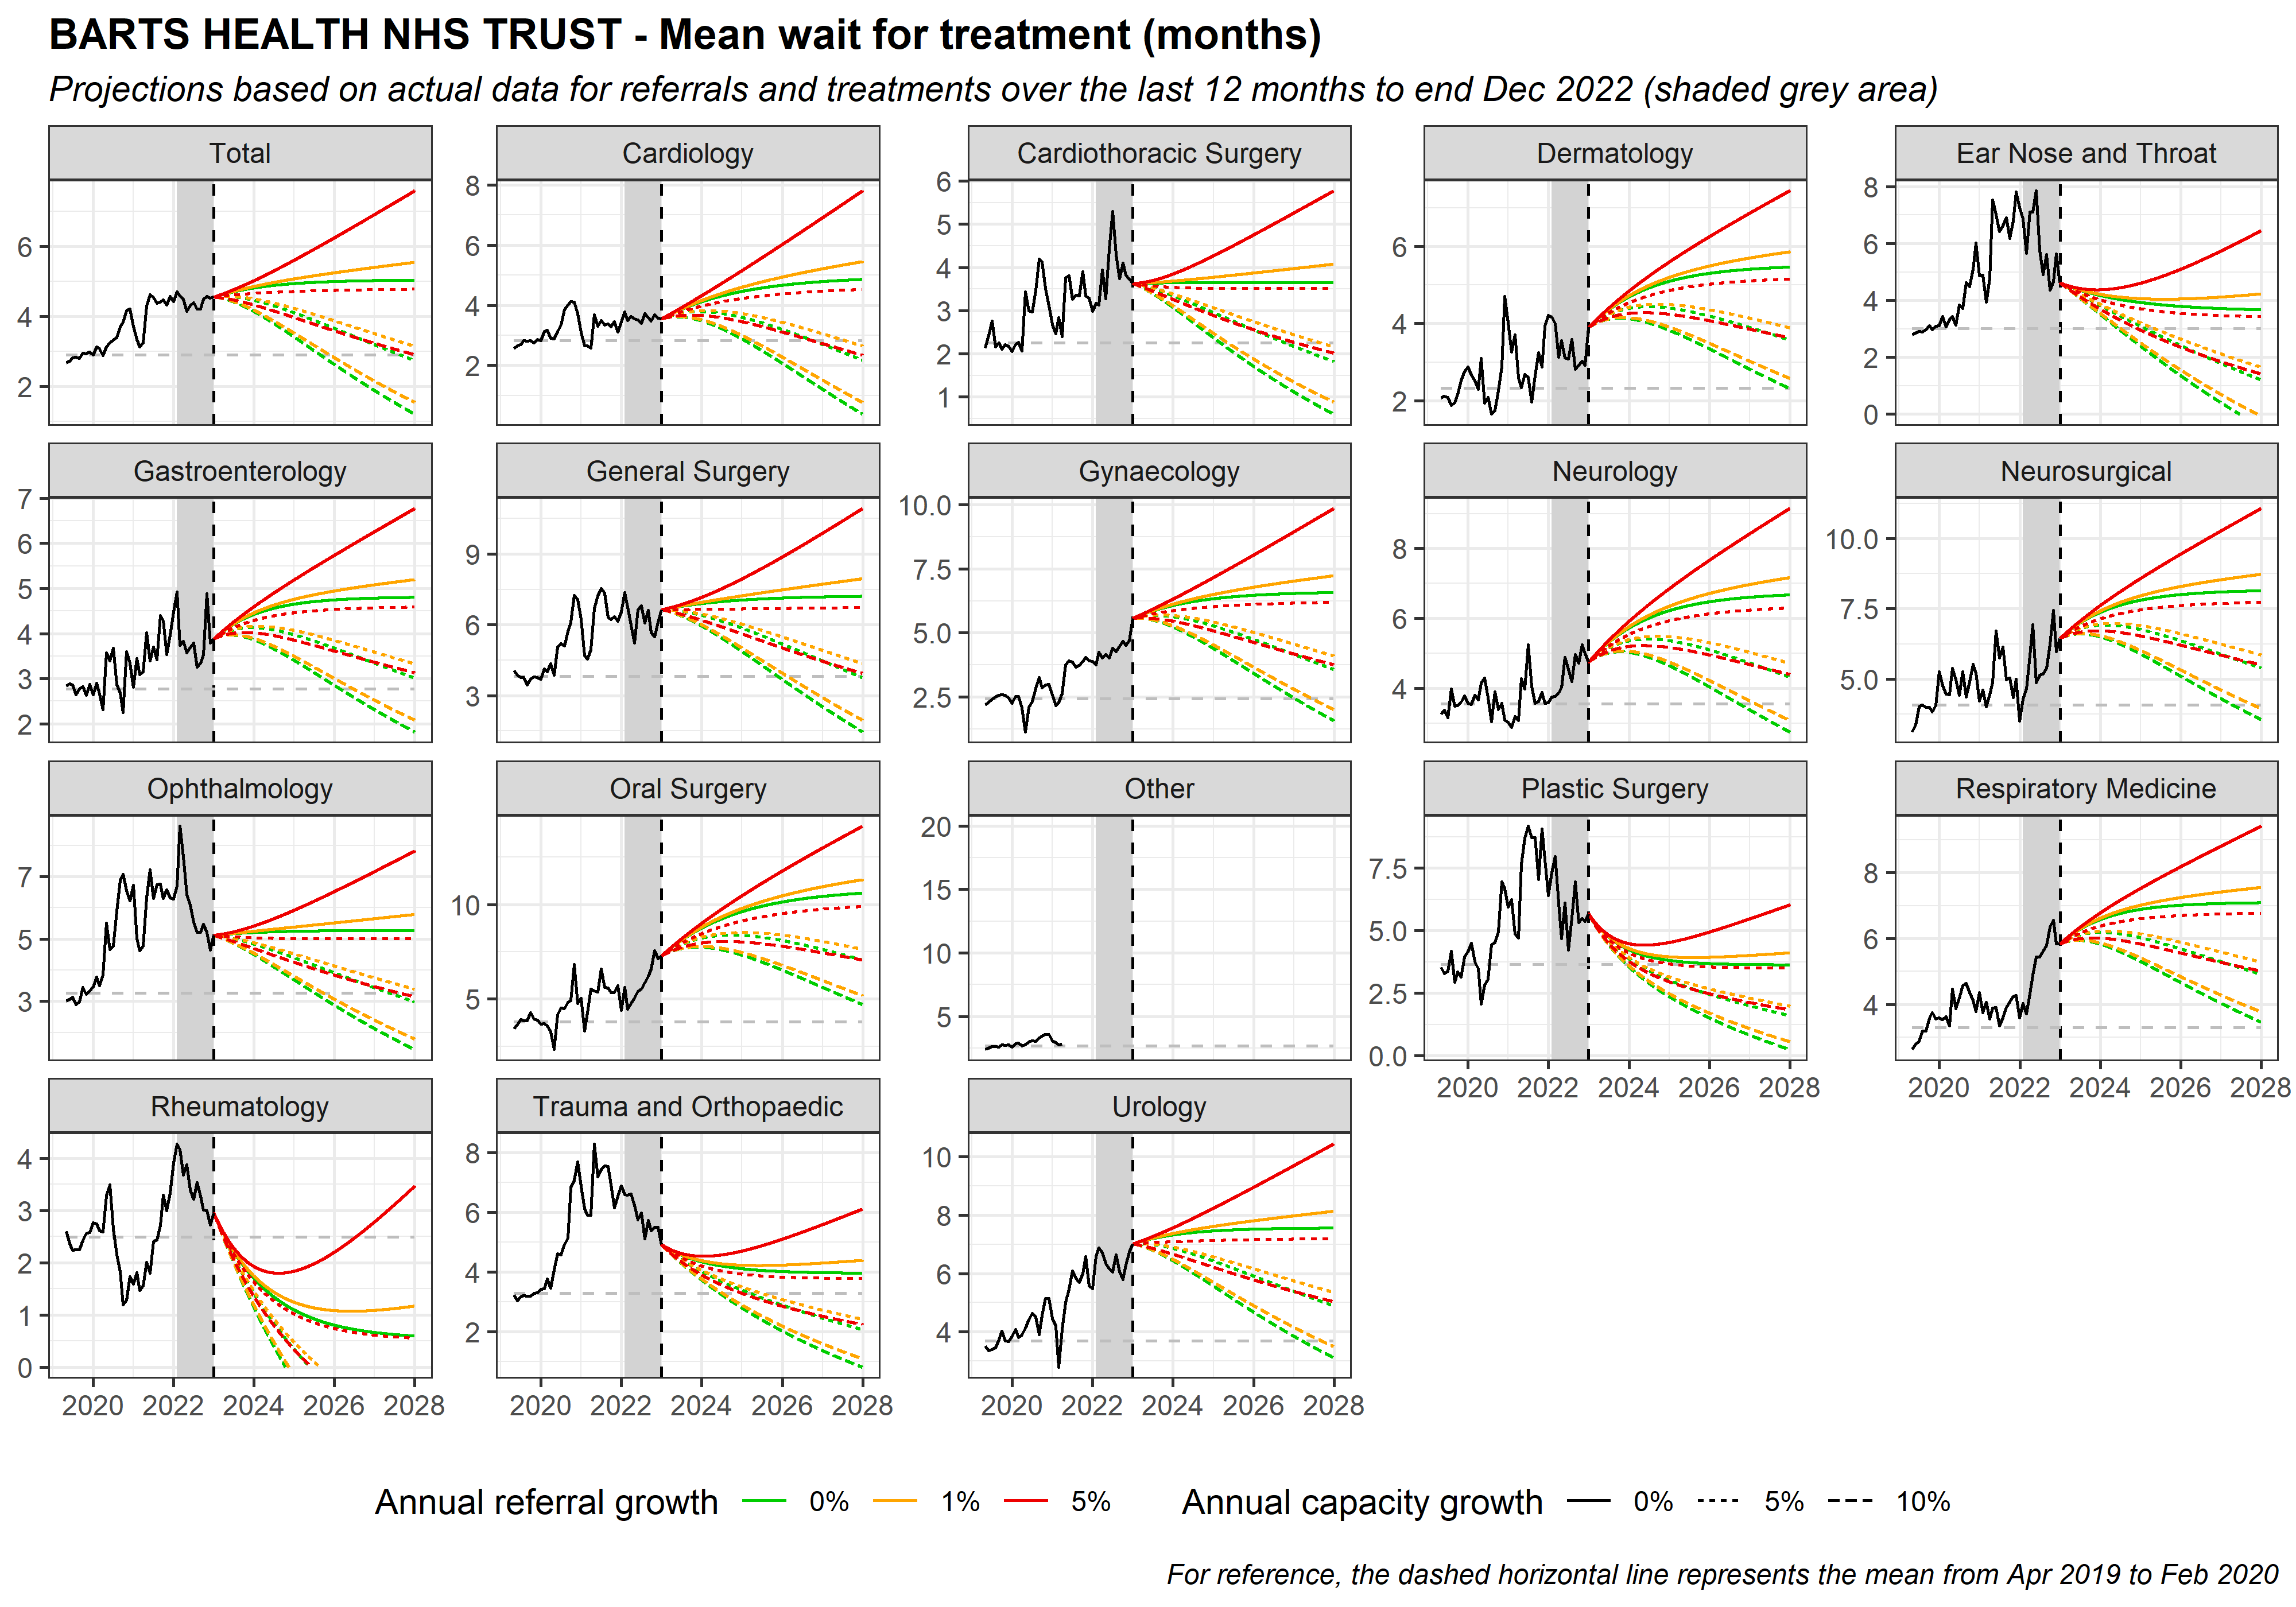 BARTS HEALTH NHS TRUST - Mean wait for treatment (months)
Projections based on actual data for referrals and treatments over the last 12 months to end Dec 2022 (shaded grey area)
Total
6
4
2
Cardiology
8
6
4
2
Cardiothoracic Surgery
6
5
4
3
2
1
Dermatology
6
4
2
Ear Nose and Throat
8
6
4
2
0
Gastroenterology
7
6
5
4
3
2
General Surgery
9
6
3
Gynaecology
10.0
7.5
5.0
2.5
Neurology
8
6
4
Neurosurgical
10.0
7.5
5.0
Ophthalmology
7
5
3
Oral Surgery
10
5
Other
20
15
10
5
Plastic Surgery
7.5
5.0
2.5
0.0
2020 2022 2024 2026 2028
Respiratory Medicine
8
6
4
2020 2022 2024 2026 2028
Rheumatology
4
3
2
1
0
2020 2022 2024 2026 2028
Trauma and Orthopaedic
8
6
4
2
2020 2022 2024 2026 2028
Urology
10
8
6
4
2020 2022 2024 2026 2028
Annual referral growth 0% 1% 5% Annual capacity growth 0% 5% 10%
For reference, the dashed horizontal line represents the mean from Apr 2019 to Feb 2020